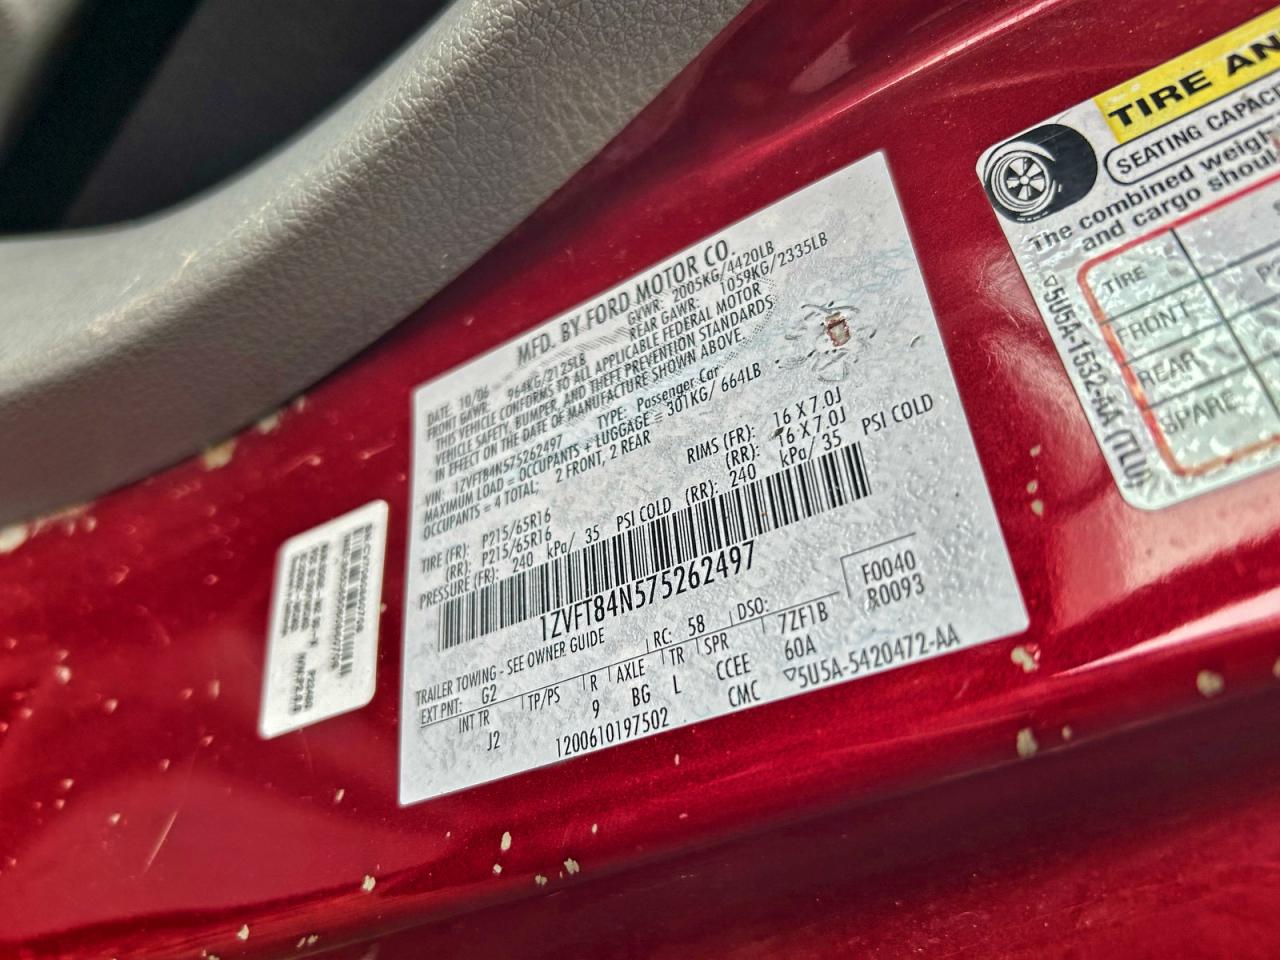 MFD. BY FORD MOTOR CO.
DATE: 10/06 GVWR: 2005KG/4420LB
FRONT GAWR: 964KG/2125LB REAR GAWR: 1059KG/2335LB
THIS VEHICLE CONFORMS TO ALL APPLICABLE FEDERAL MOTOR
VEHICLE SAFETY, BUMPER, AND THEFT PREVENTION STANDARDS
IN EFFECT ON THE DATE OF MANUFACTURE SHOWN ABOVE.
VIN: 1ZVFT84N575262497 TYPE: Passenger Car
MAXIMUM LOAD = OCCUPANTS + LUGGAGE = 301KG/ 664LB
OCCUPANTS = 4 TOTAL: 2 FRONT, 2 REAR
TIRE (FR): P215/65R16 RIMS (FR): 16 X 7.0J
(RR): P215/65R16 (RR): 16 X 7.0J
PRESSURE (FR): 240 kPa/ 35 PSI COLD (RR): 240 kPa/ 35 PSI COLD
1ZVFT84N575262497
TRAILER TOWING - SEE OWNER GUIDE
F0040
EXT PNT: G2 RC: 58 DSO: R0093
INT TR TP/PS R AXLE TR SPR 7ZF1B
J2 9 BG L CCEE 60A
1200610197502 CMC ▽5U5A-5420472-AA
TIRE AN
SEATING CAPACI
The combined weigh
and cargo shoul
TIRE
FRONT
REAR
SPARE
▽5U5A-1532-AA (TLU)